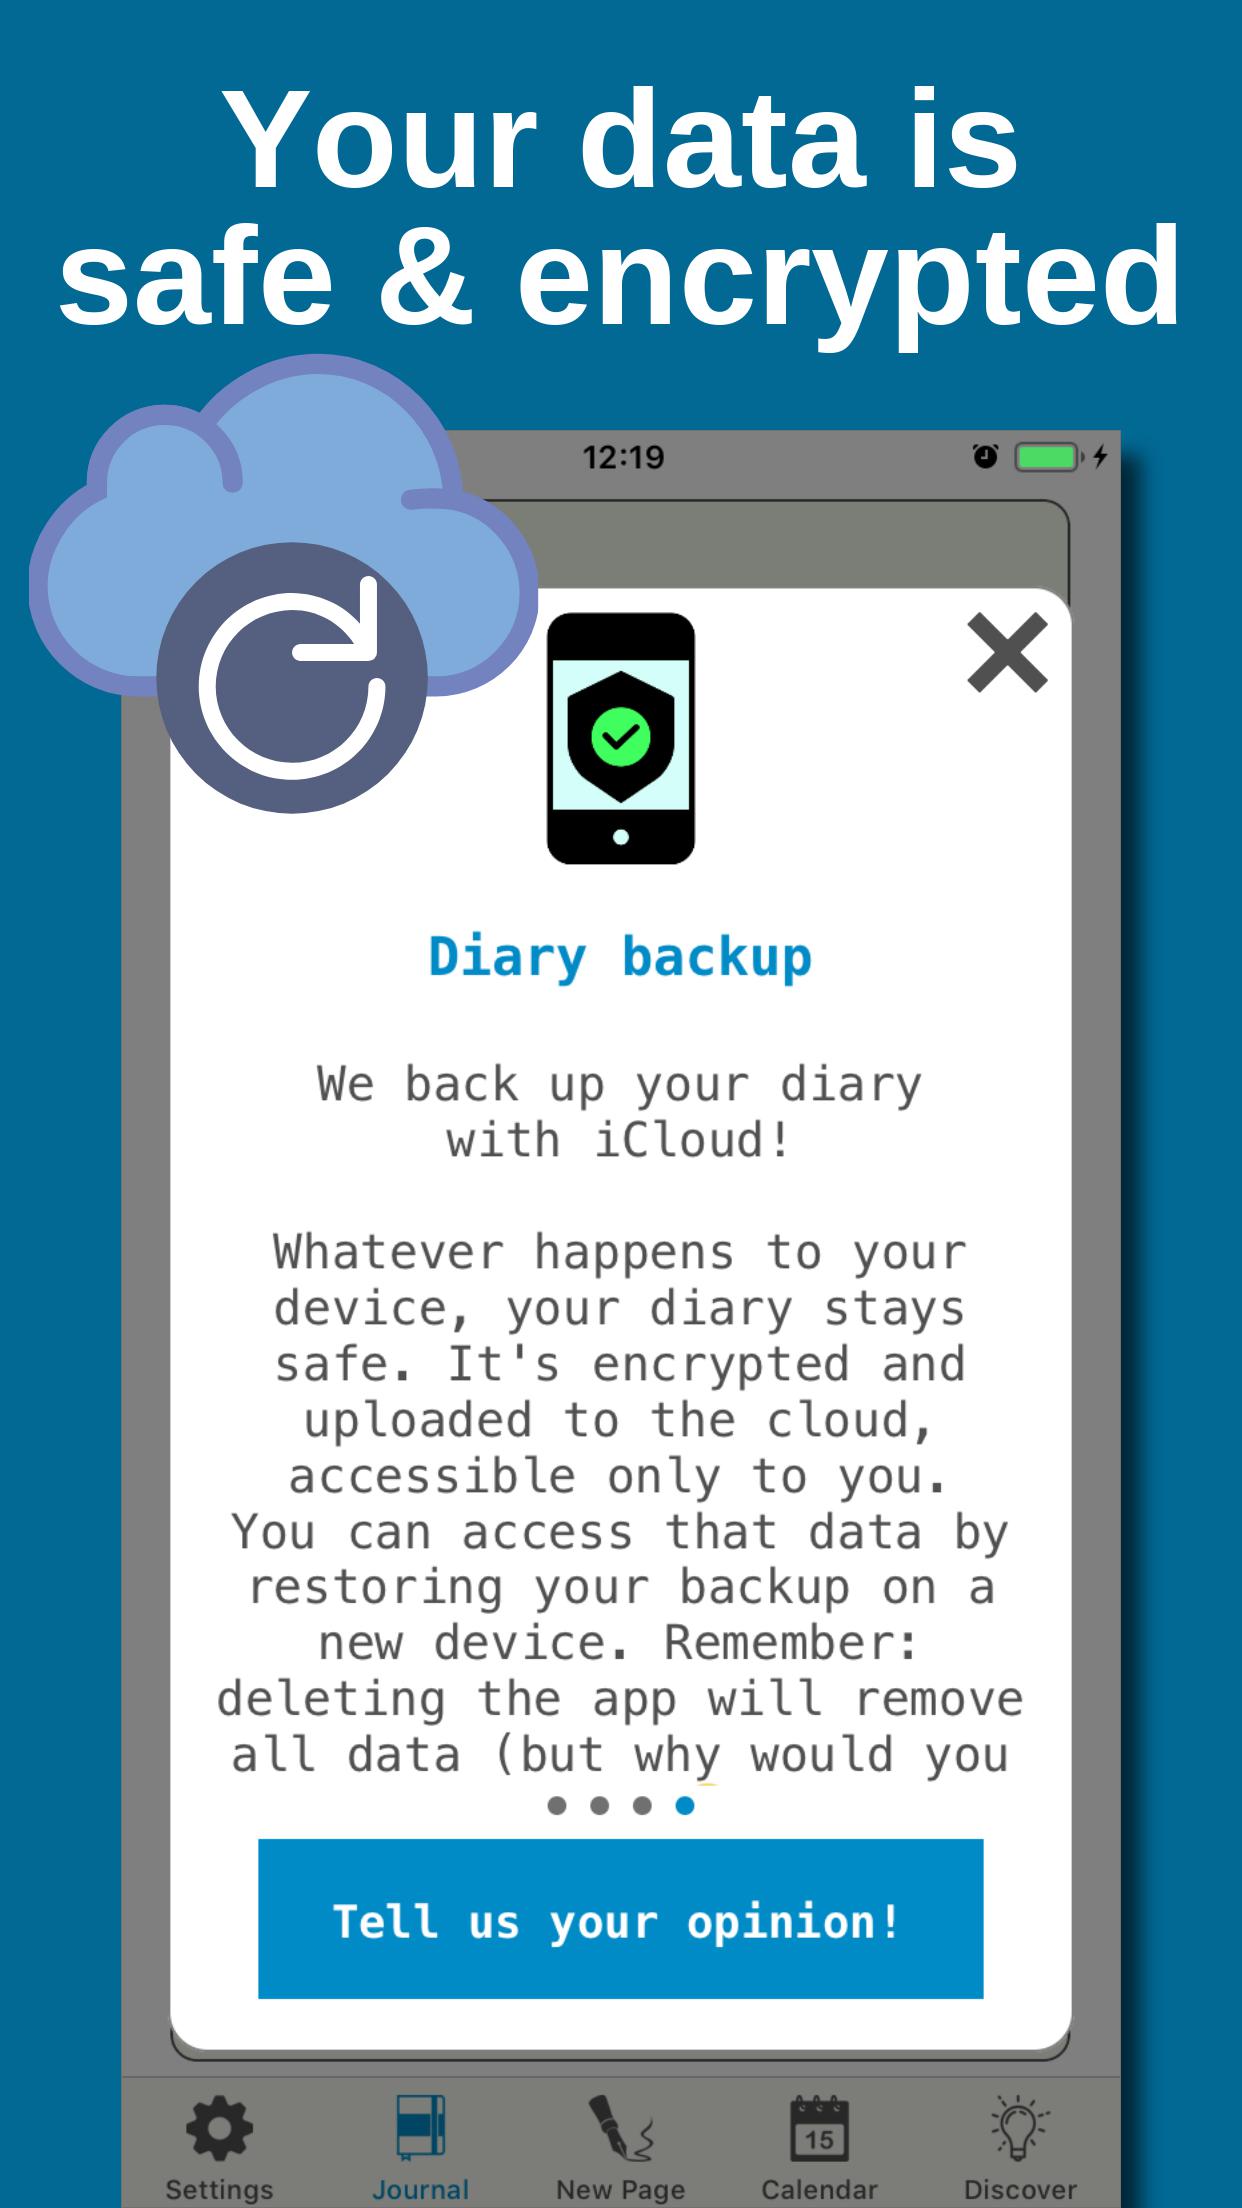 Your data is
safe & encrypted
12:19
Diary backup
We back up your diary
with iCloud!
Whatever happens to your
device, your diary stays
safe. It's encrypted and
uploaded to the cloud,
accessible only to you.
You can access that data by
restoring your backup on a
new device. Remember:
deleting the app will remove
all data (but why would you
Tell us your opinion!
15
Settings Journal New Page Calendar Discover